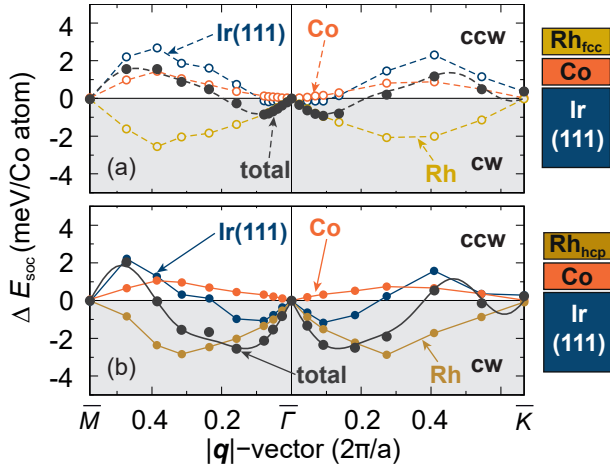 4
2
0
-2
-4
Ir(111)
Co
ccw
(a)
total
Rh
cw
Rh_fcc
Co
Ir
(111)
Δ E_soc (meV/Co atom)
4
2
0
-2
-4
Ir(111)
Co
ccw
(b)
total
Rh
cw
Rh_hcp
Co
Ir
(111)
M̅ 0.4 0.2 Γ̅ 0.2 0.4 K̅
|q|−vector (2π/a)